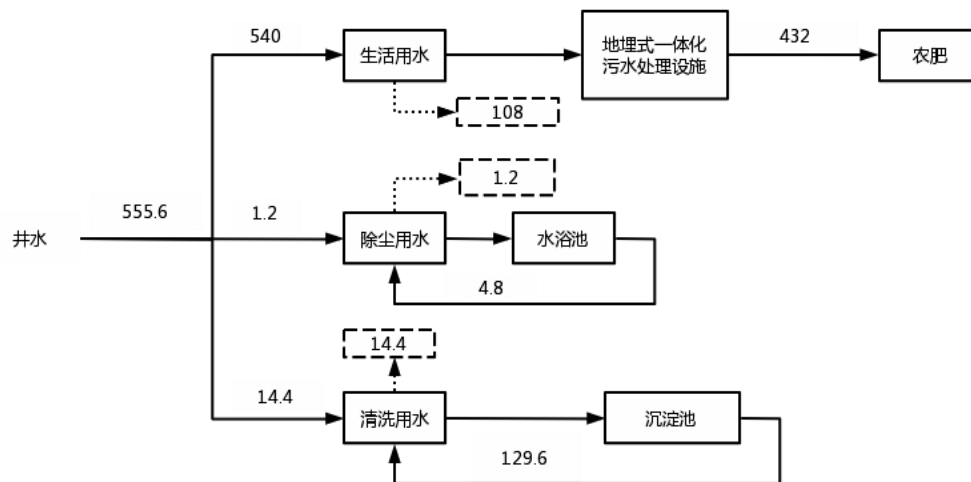 540
生活用水
地埋式一体化
污水处理设施
432
农肥
108
1.2
井水
555.6
1.2
除尘用水
水浴池
4.8
14.4
14.4
清洗用水
沉淀池
129.6